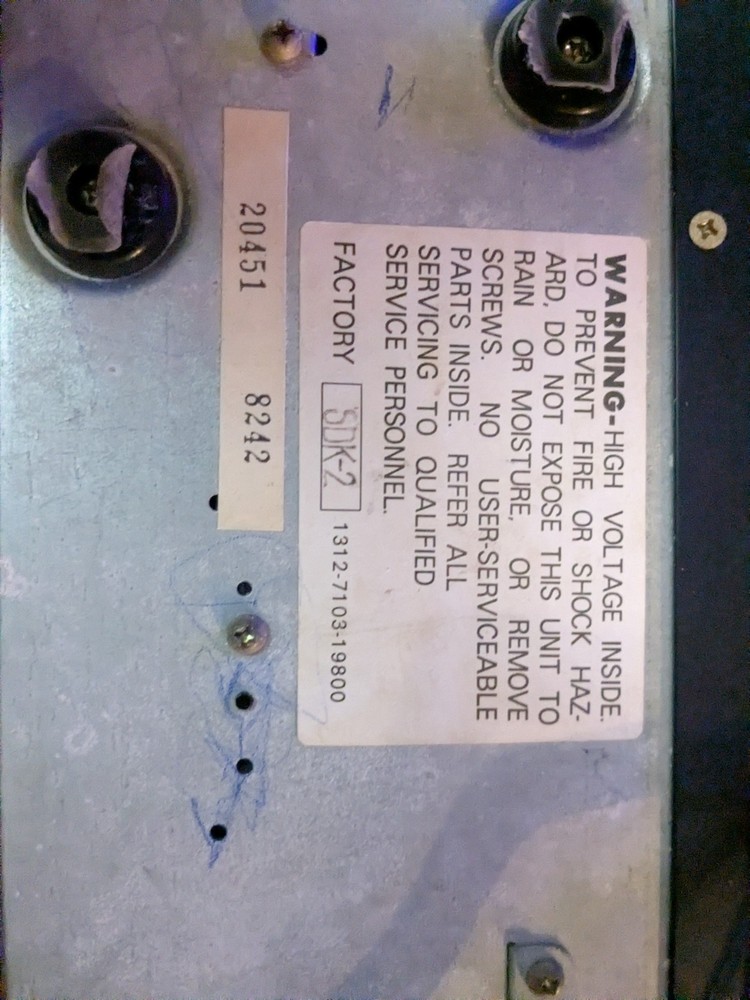 WARNING-HIGH VOLTAGE INSIDE.
TO PREVENT FIRE OR SHOCK HAZ-
ARD, DO NOT EXPOSE THIS UNIT TO
RAIN OR MOISTURE, OR REMOVE
SCREWS. NO USER-SERVICEABLE
PARTS INSIDE. REFER ALL
SERVICING TO QUALIFIED
SERVICE PERSONNEL.
FACTORY SDK-2 1312-7103-19800
20451 8242